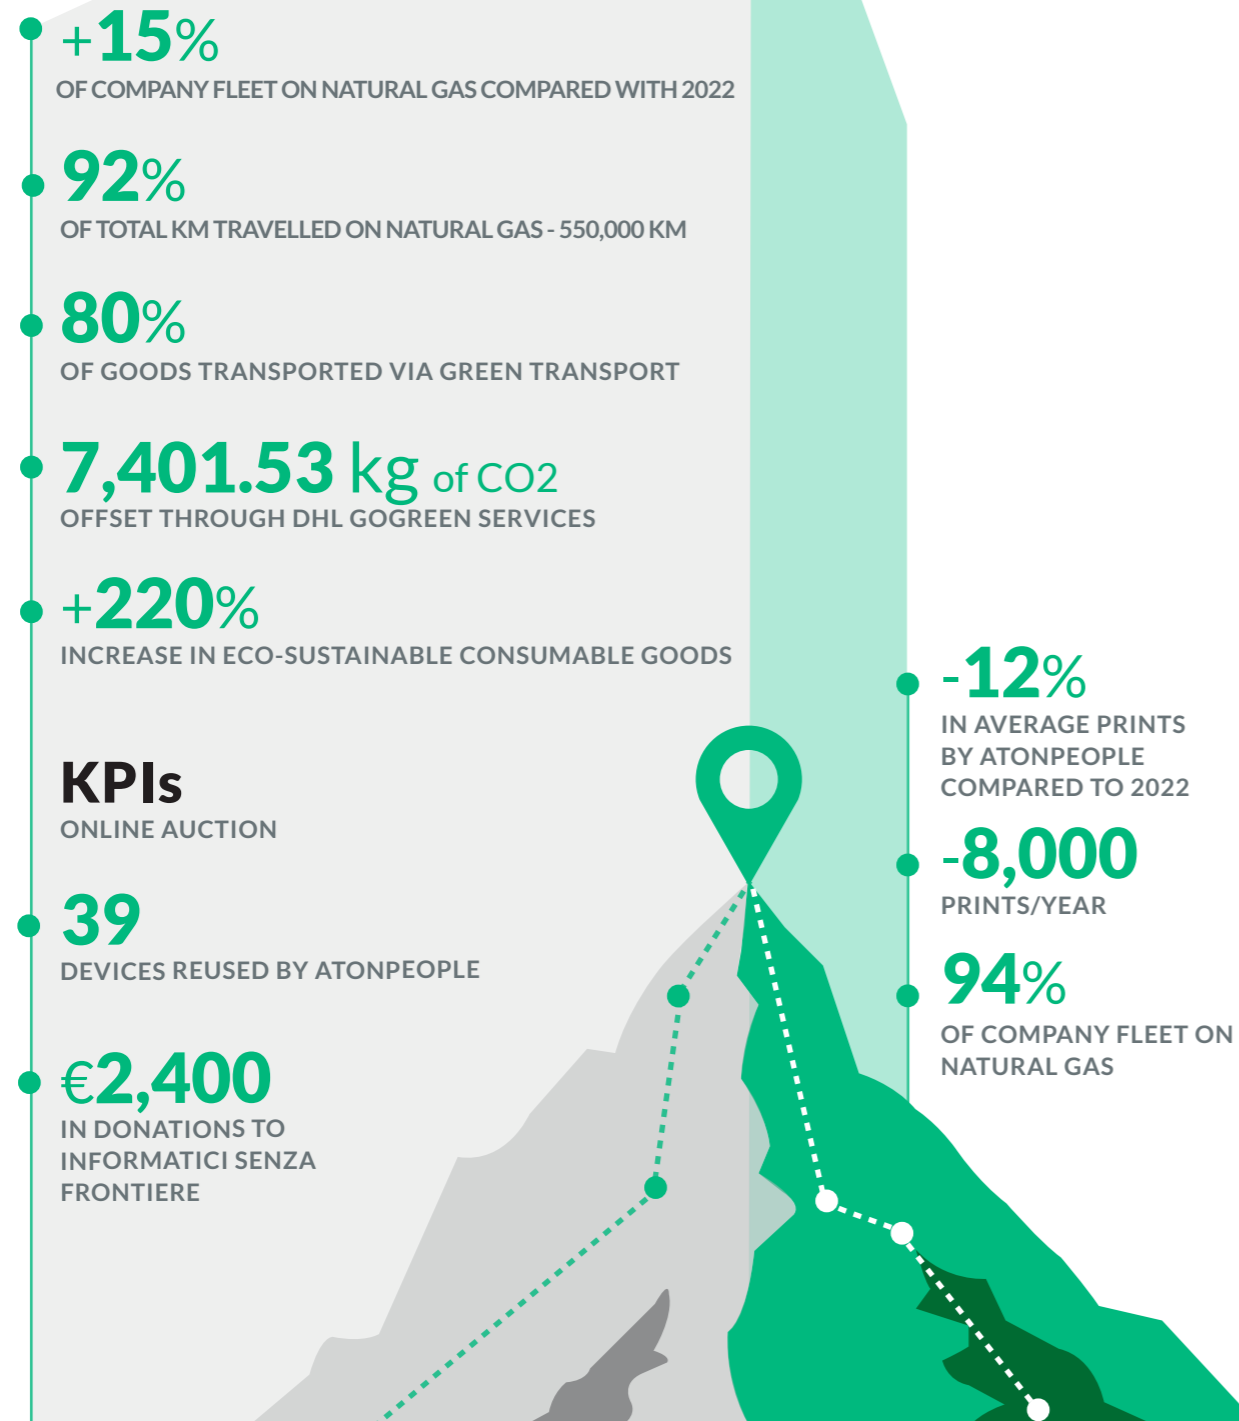 +15%
OF COMPANY FLEET ON NATURAL GAS COMPARED WITH 2022
92%
OF TOTAL KM TRAVELLED ON NATURAL GAS - 550,000 KM
80%
OF GOODS TRANSPORTED VIA GREEN TRANSPORT
7,401.53 kg of CO2
OFFSET THROUGH DHL GOGREEN SERVICES
+220%
INCREASE IN ECO-SUSTAINABLE CONSUMABLE GOODS
KPIs
ONLINE AUCTION
39
DEVICES REUSED BY ATONPEOPLE
€2,400
IN DONATIONS TO
INFORMATICI SENZA
FRONTIERE
-12%
IN AVERAGE PRINTS
BY ATONPEOPLE
COMPARED TO 2022
-8,000
PRINTS/YEAR
94%
OF COMPANY FLEET ON
NATURAL GAS